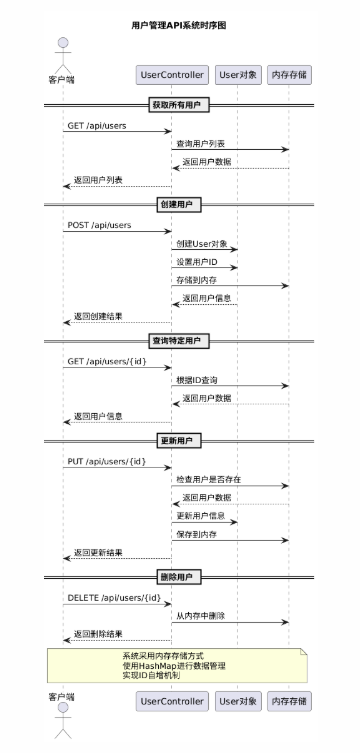 用户管理API系统时序图
客户端
UserController
User对象
内存存储
获取所有用户
GET /api/users
查询用户列表
返回用户数据
返回用户列表
创建用户
POST /api/users
创建User对象
设置用户ID
存储到内存
返回用户信息
返回创建结果
查询特定用户
GET /api/users/{id}
根据ID查询
返回用户数据
返回用户信息
更新用户
PUT /api/users/{id}
检查用户是否存在
返回用户数据
更新用户信息
保存到内存
返回更新结果
删除用户
DELETE /api/users/{id}
从内存中删除
返回删除结果
系统采用内存存储方式
使用HashMap进行数据管理
实现ID自增机制
客户端
UserController
User对象
内存存储